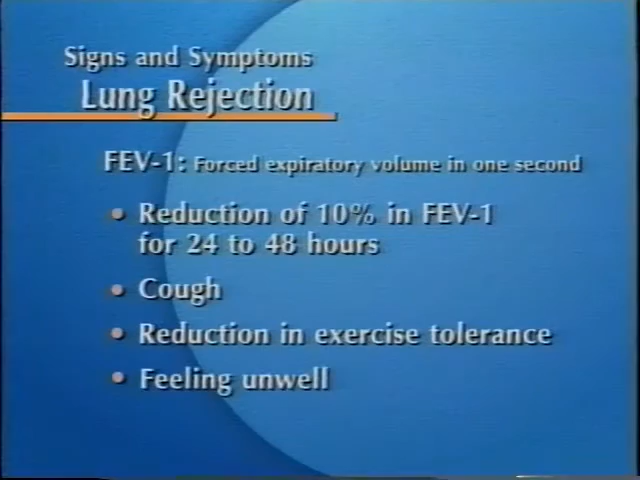 Signs and Symptoms
Lung Rejection
FEV-1: Forced expiratory volume in one second
• Reduction of 10% in FEV-1
for 24 to 48 hours
• Cough
• Reduction in exercise tolerance
• Feeling unwell